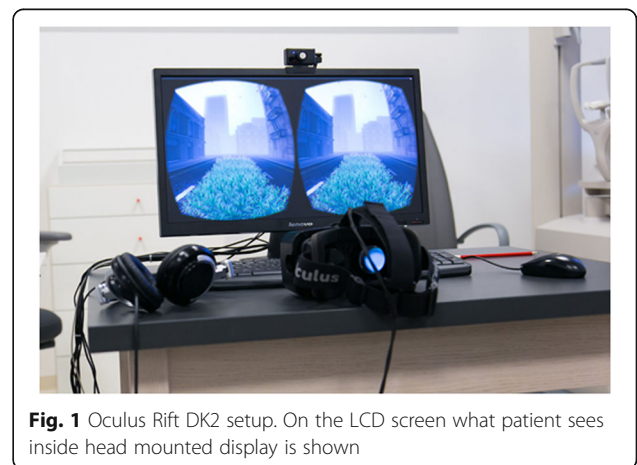 lenovo
culus
Fig. 1 Oculus Rift DK2 setup. On the LCD screen what patient sees
inside head mounted display is shown